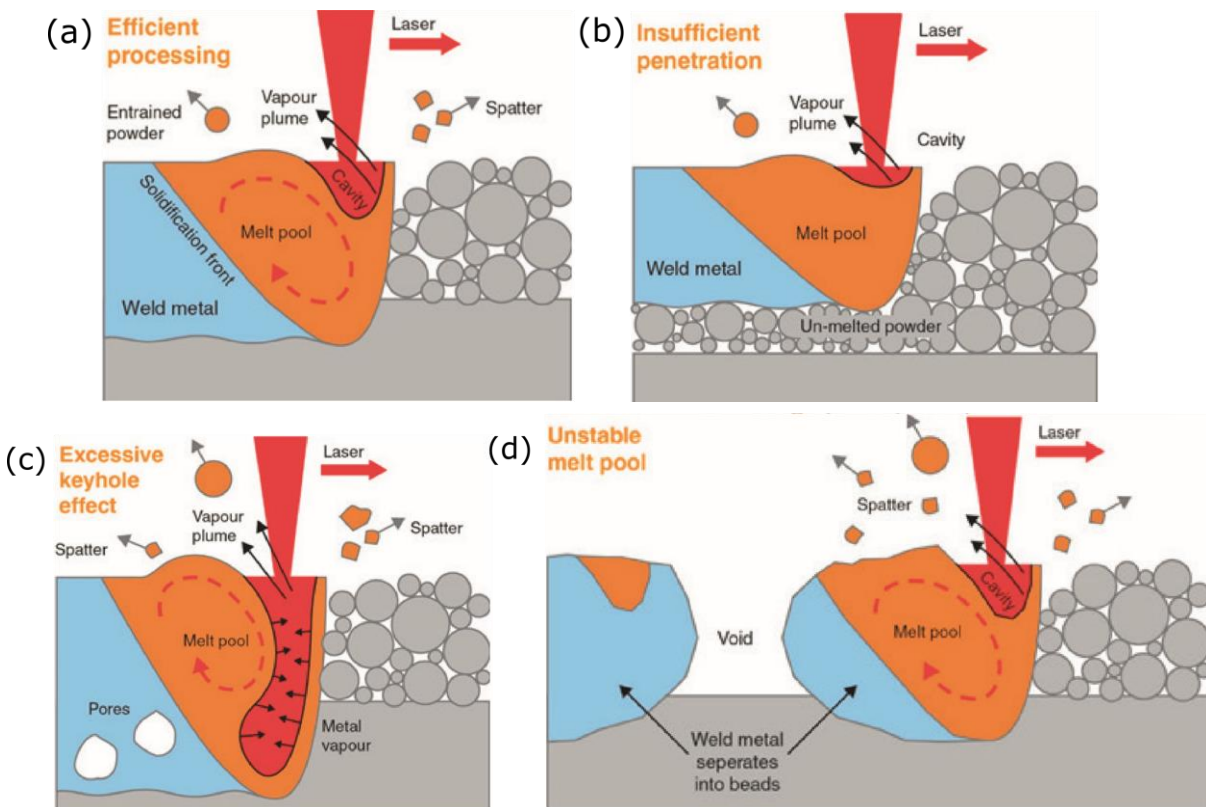 (a)
Efficient
processing
Laser
Entrained
powder
Vapour
plume
Spatter
Cavity
Solidification front
Melt pool
Weld metal
(b)
Insufficient
penetration
Laser
Vapour
plume
Cavity
Melt pool
Weld metal
Un-melted powder
(c)
Excessive
keyhole
effect
Laser
Vapour
plume
Spatter
Spatter
Melt pool
Pores
Metal
vapour
(d)
Unstable
melt pool
Laser
Spatter
Cavity
Void
Melt pool
Weld metal
seperates
into beads